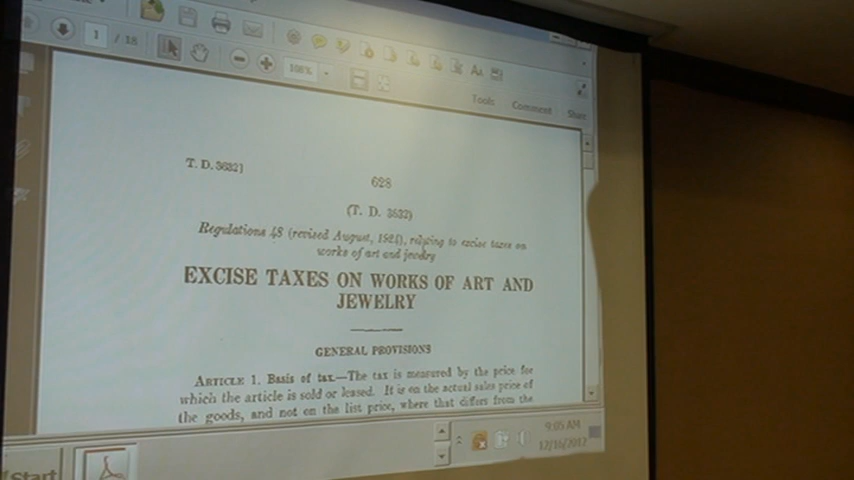 1 / 18
108%
Tools Comment Share
T. D. 3632]
628
(T. D. 3632)
Regulations 48 (revised August, 1924), relating to excise taxes on
works of art and jewelry
EXCISE TAXES ON WORKS OF ART AND
JEWELRY
GENERAL PROVISIONS
ARTICLE 1. Basis of tax.—The tax is measured by the price for
which the article is sold or leased. It is on the actual sales price of
the goods, and not on the list price, where that differs from the
9:05 AM
12/16/2012
Start